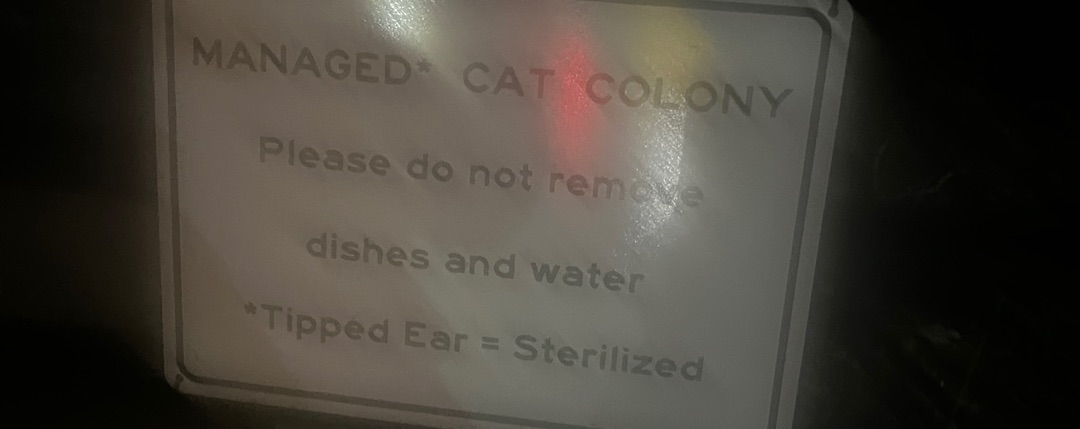 MANAGED* CAT COLONY
Please do not remove
dishes and water
*Tipped Ear = Sterilized